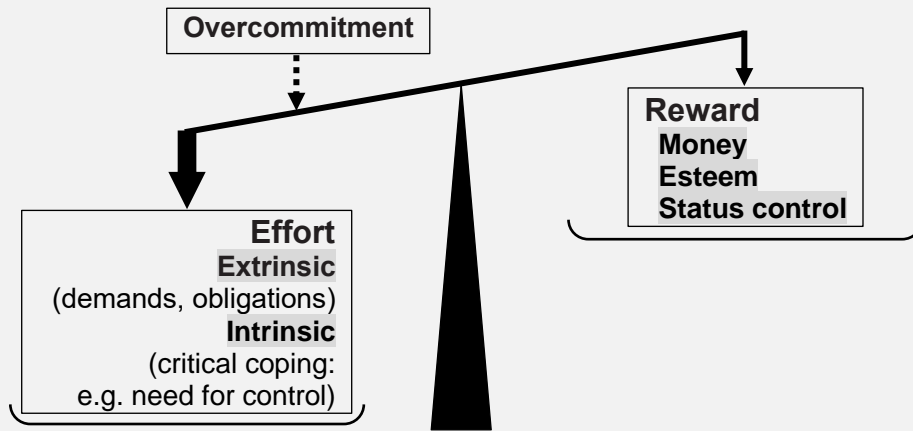 Overcommitment
Reward
Money
Esteem
Status control
Effort
Extrinsic
(demands, obligations)
Intrinsic
(critical coping:
e.g. need for control)